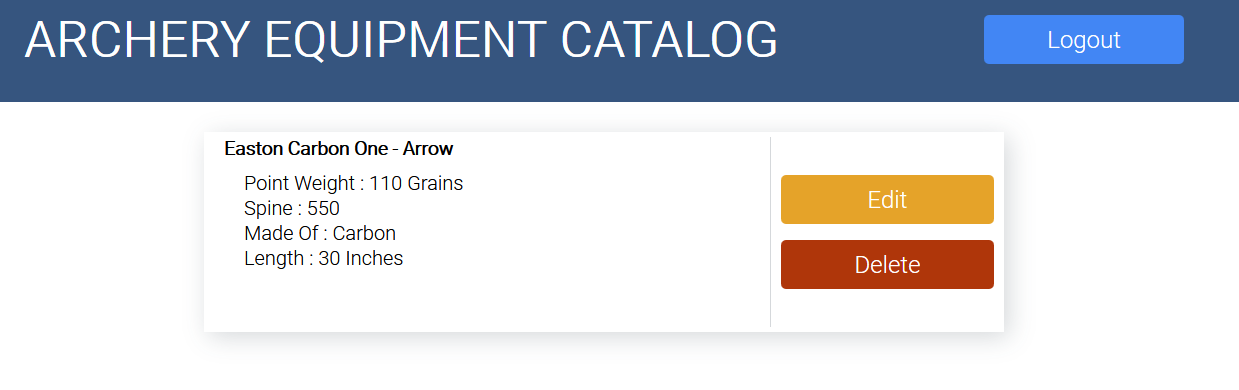 ARCHERY EQUIPMENT CATALOG
Logout
Easton Carbon One - Arrow
Point Weight : 110 Grains
Spine : 550
Made Of : Carbon
Length : 30 Inches
Edit
Delete